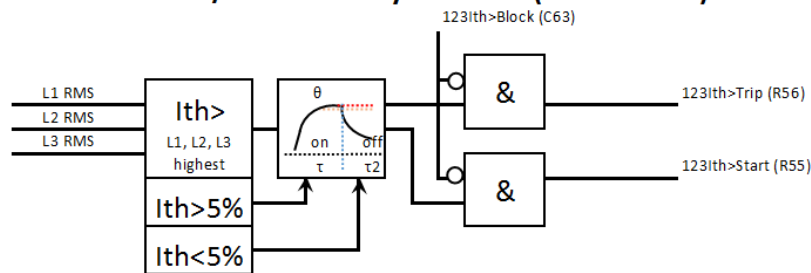 123Ith>Block (C63)
L1 RMS
L2 RMS
L3 RMS
Ith>
L1, L2, L3
highest
Ith>5%
Ith<5%
θ
on off
τ τ2
&
&
123Ith>Trip (R56)
123Ith>Start (R55)